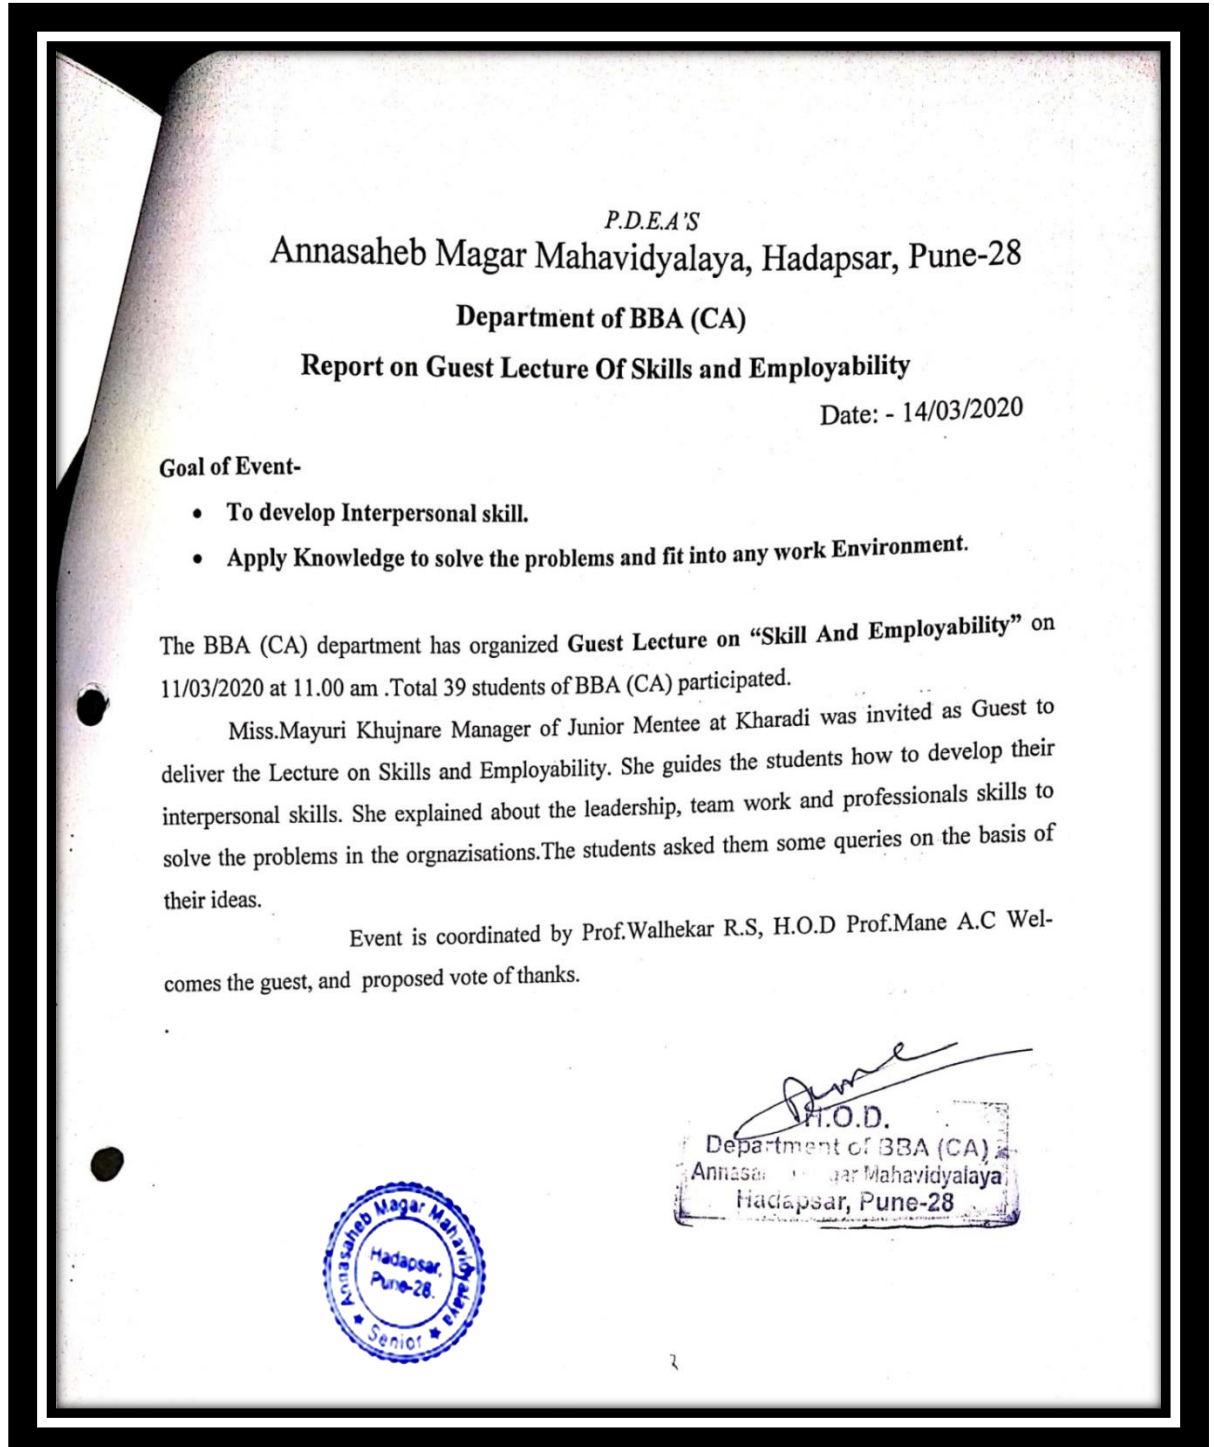 P.D.E.A'S
Annasaheb Magar Mahavidyalaya, Hadapsar, Pune-28
Department of BBA (CA)
Report on Guest Lecture Of Skills and Employability
Date: - 14/03/2020
Goal of Event-
• To develop Interpersonal skill.
• Apply Knowledge to solve the problems and fit into any work Environment.
The BBA (CA) department has organized Guest Lecture on “Skill And Employability” on
11/03/2020 at 11.00 am .Total 39 students of BBA (CA) participated.
Miss.Mayuri Khujnare Manager of Junior Mentee at Kharadi was invited as Guest to
deliver the Lecture on Skills and Employability. She guides the students how to develop their
interpersonal skills. She explained about the leadership, team work and professionals skills to
solve the problems in the orgnazisations.The students asked them some queries on the basis of
their ideas.
Event is coordinated by Prof.Walhekar R.S, H.O.D Prof.Mane A.C Wel-
comes the guest, and proposed vote of thanks.
.
H.O.D.
Department of BBA (CA)
Mahavidyalaya
Hadapsar, Pune-28
Annasaheb Magar Mahavidyalaya
Hadapsar,
Pune-28.
★ Senior ★
२